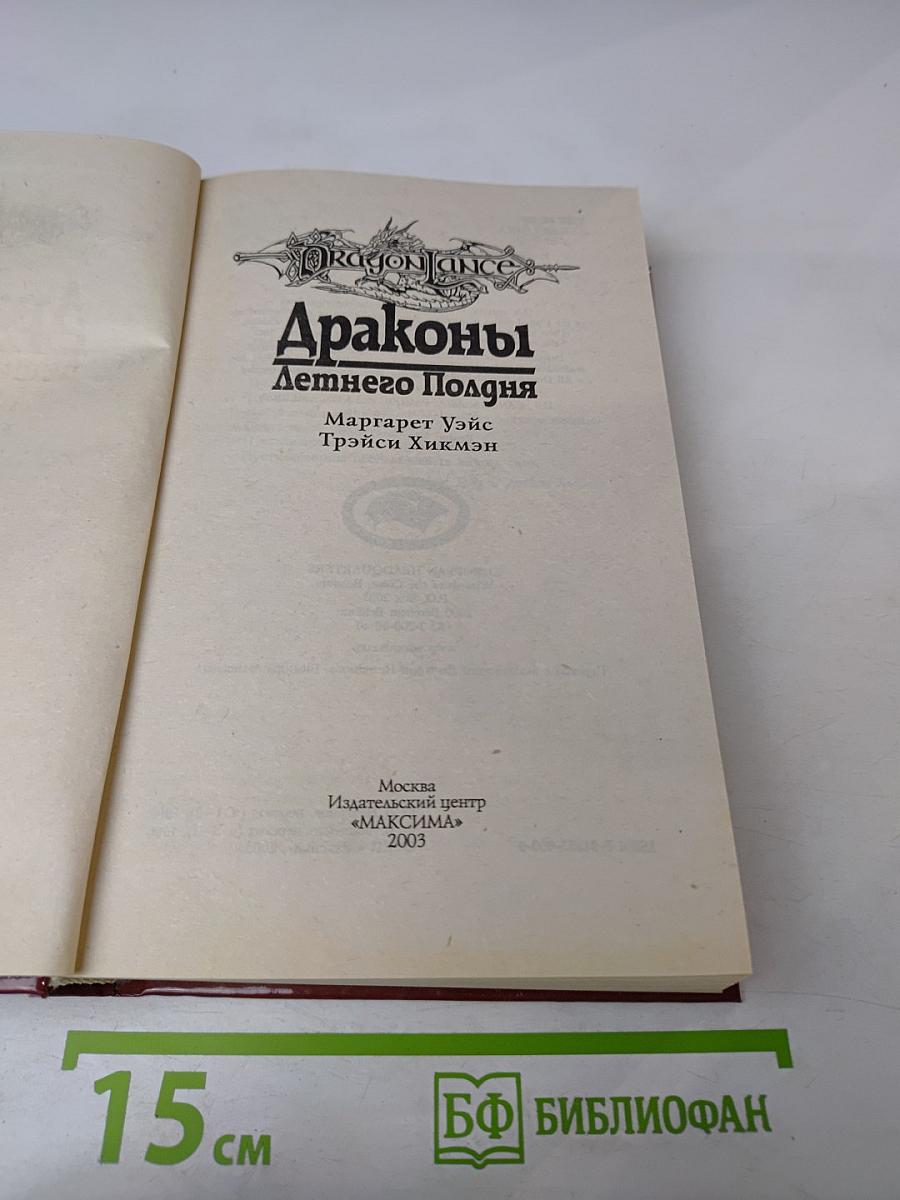 DRAGONLANCE
Драконы
Летнего Полдня
Маргарет Уэйс
Трэйси Хикмэн
Москва
Издательский центр
«МАКСИМА»
2003
15 см
БФ БИБЛИОФАН